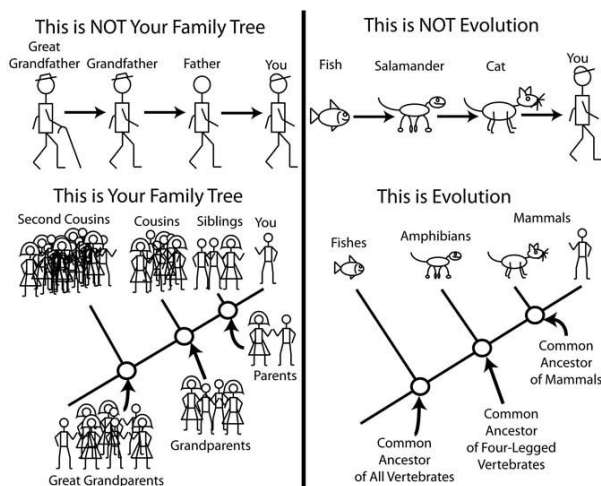 This is NOT Your Family Tree
Great
Grandfather
Grandfather
Father
You
This is NOT Evolution
Fish
Salamander
Cat
You
This is Your Family Tree
Second Cousins
Cousins
Siblings
You
Parents
Grandparents
Great Grandparents
This is Evolution
Fishes
Amphibians
Mammals
Common
Ancestor
of Mammals
Common
Ancestor
of Four-Legged
Vertebrates
Common
Ancestor
of All Vertebrates